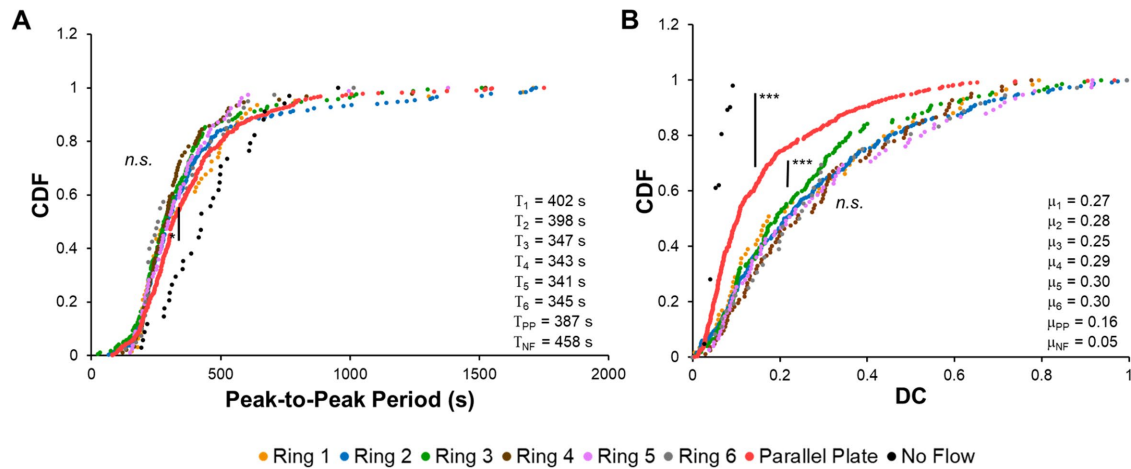 A
B
1.2
1
0.8
0.6
0.4
0.2
0
CDF
n.s.
*
T1 = 402 s
T2 = 398 s
T3 = 347 s
T4 = 343 s
T5 = 341 s
T6 = 345 s
TPP = 387 s
TNF = 458 s
0 500 1000 1500 2000
Peak-to-Peak Period (s)
1.2
1
0.8
0.6
0.4
0.2
0
CDF
***
***
n.s.
μ1 = 0.27
μ2 = 0.28
μ3 = 0.25
μ4 = 0.29
μ5 = 0.30
μ6 = 0.30
μPP = 0.16
μNF = 0.05
0 0.2 0.4 0.6 0.8 1
DC
Ring 1 Ring 2 Ring 3 Ring 4 Ring 5 Ring 6 Parallel Plate No Flow